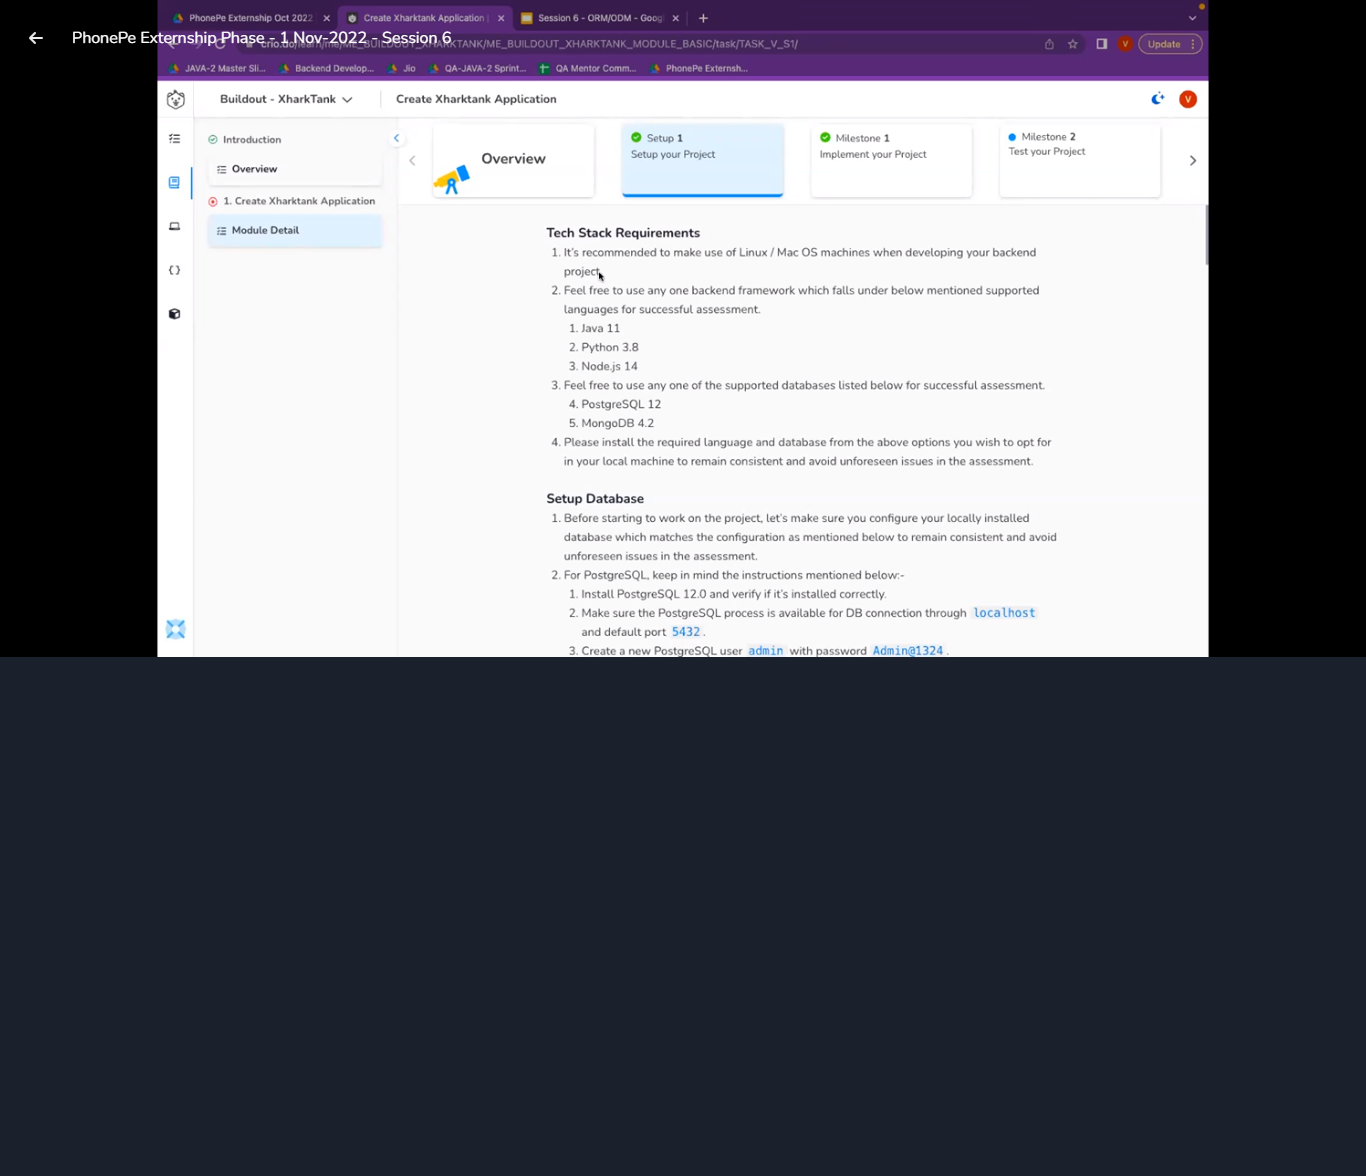 PhonePe Externship Oct 2022
Create Xharktank Application |
Session 6 - ORM/ODM - Goog
PhonePe Externship Phase - 1 Nov-2022 - Session 6
crio.do/learn/me/ME_BUILDOUT_XHARKTANK/ME_BUILDOUT_XHARKTANK_MODULE_BASIC/task/TASK_V_S1/
Update
JAVA-2 Master Sli...
Backend Develop...
Jio
QA-JAVA-2 Sprint...
QA Mentor Comm...
PhonePe Externsh...
Buildout - XharkTank
Create Xharktank Application
V
Introduction
Overview
1. Create Xharktank Application
Module Detail
Overview
Setup 1
Setup your Project
Milestone 1
Implement your Project
Milestone 2
Test your Project
Tech Stack Requirements
1. It's recommended to make use of Linux / Mac OS machines when developing your backend
project.
2. Feel free to use any one backend framework which falls under below mentioned supported
languages for successful assessment.
1. Java 11
2. Python 3.8
3. Node.js 14
3. Feel free to use any one of the supported databases listed below for successful assessment.
4. PostgreSQL 12
5. MongoDB 4.2
4. Please install the required language and database from the above options you wish to opt for
in your local machine to remain consistent and avoid unforeseen issues in the assessment.
Setup Database
1. Before starting to work on the project, let's make sure you configure your locally installed
database which matches the configuration as mentioned below to remain consistent and avoid
unforeseen issues in the assessment.
2. For PostgreSQL, keep in mind the instructions mentioned below:-
1. Install PostgreSQL 12.0 and verify if it's installed correctly.
2. Make sure the PostgreSQL process is available for DB connection through localhost
and default port 5432.
3. Create a new PostgreSQL user admin with password Admin@1324.